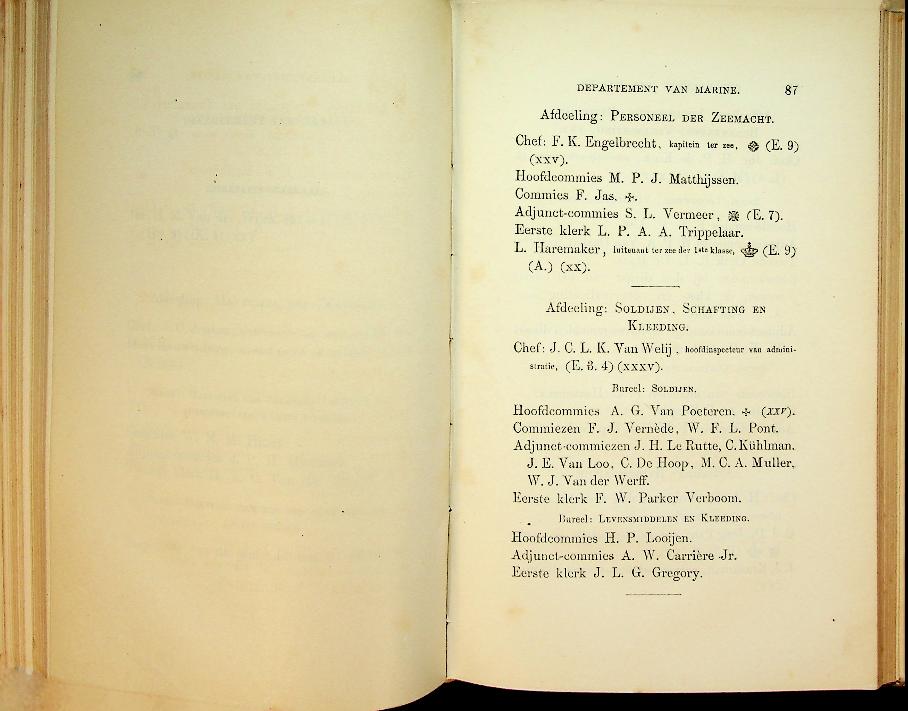 DEPARTEMENT VAN MARINE. 87
Afdeeling: PERSONEEL DER ZEEMACHT.
Chef: F. K. Engelbrecht, kapitein ter zee, (E. 9)
(XXV).
Hoofdcommies M. P. J. Matthijssen.
Commies F. Jas.
Adjunct-commies S. L. Vermeer, (E. 7).
Eerste klerk L. P. A. A. Trippelaar.
L. Haremaker, luitenant ter zee der 1ste klasse, (E. 9)
(A.) (XX).
Afdeeling: SOLDIJEN, SCHAFTING EN
KLEEDING.
Chef: J. C. L. K. Van Welij, hoofdinspecteur van admini-
stratie, (E. 3. 4) (XXXV).
Bureel: SOLDIJEN.
Hoofdcommies A. G. Van Poeteren. (XXV).
Commiezen F. J. Vernède, W. F. L. Pont.
Adjunct-commiezen J. H. Le Rutte, C. Kühlman.
J. E. Van Loo, C. De Hoop, M. C. A. Muller,
W. J. Van der Werff.
Eerste klerk F. W. Parker Verboom.
Bureel: LEVENSMIDDELEN EN KLEEDING.
Hoofdcommies H. P. Looijen.
Adjunct-commies A. W. Carrière Jr.
Eerste klerk J. L. G. Gregory.